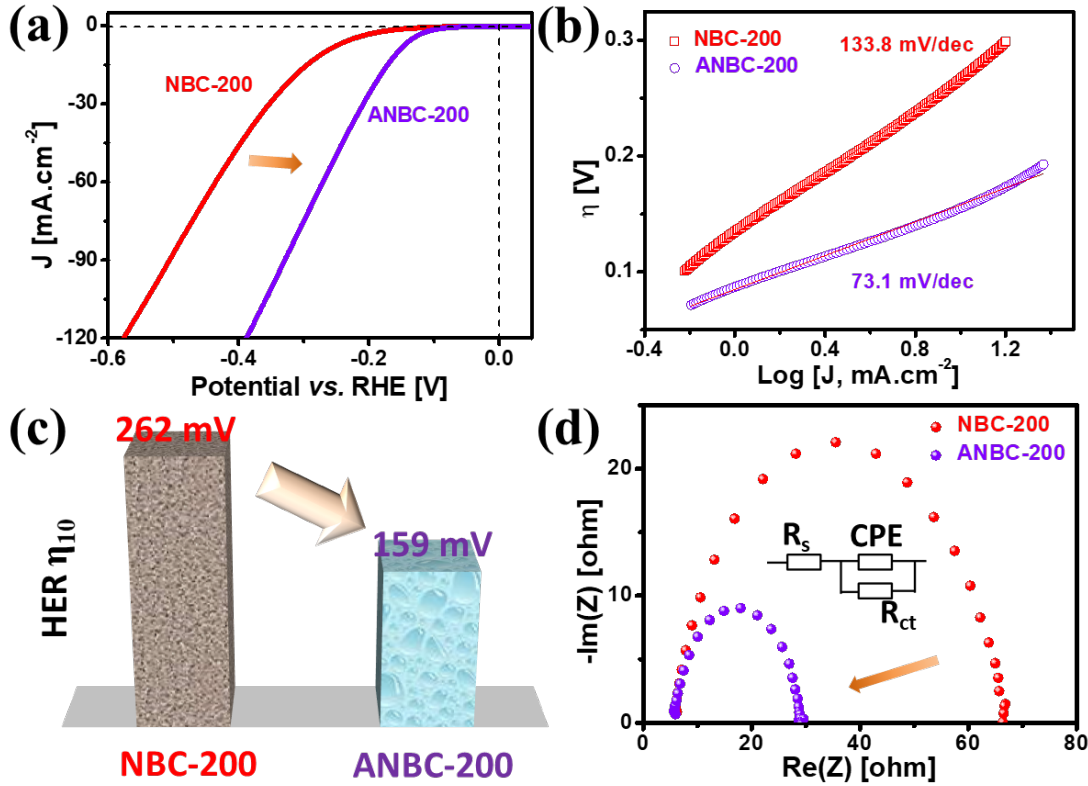 (a)
0
-30
-60
-90
-120
J [mA.cm-2]
NBC-200
ANBC-200
-0.6
-0.4
-0.2
0.0
Potential vs. RHE [V]
(b)
NBC-200
ANBC-200
133.8 mV/dec
73.1 mV/dec
0.3
0.2
0.1
η [V]
-0.4
0.0
0.4
0.8
1.2
Log [J, mA.cm-2]
(c)
262 mV
159 mV
HER η10
NBC-200
ANBC-200
(d)
NBC-200
ANBC-200
Rs
CPE
Rct
20
10
0
-Im(Z) [ohm]
0
20
40
60
80
Re(Z) [ohm]